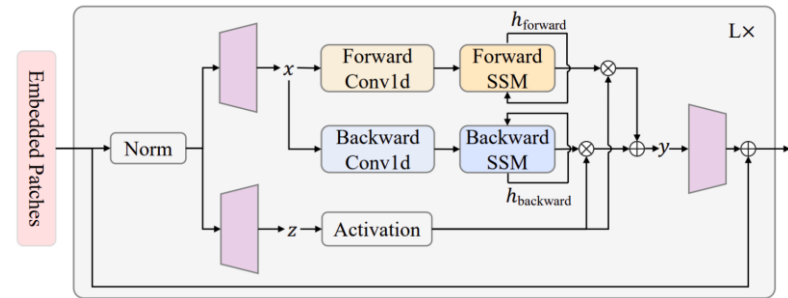 Embedded Patches
L×
Norm
x
Forward
Conv1d
Forward
SSM
h_forward
Backward
Conv1d
Backward
SSM
h_backward
z
Activation
y